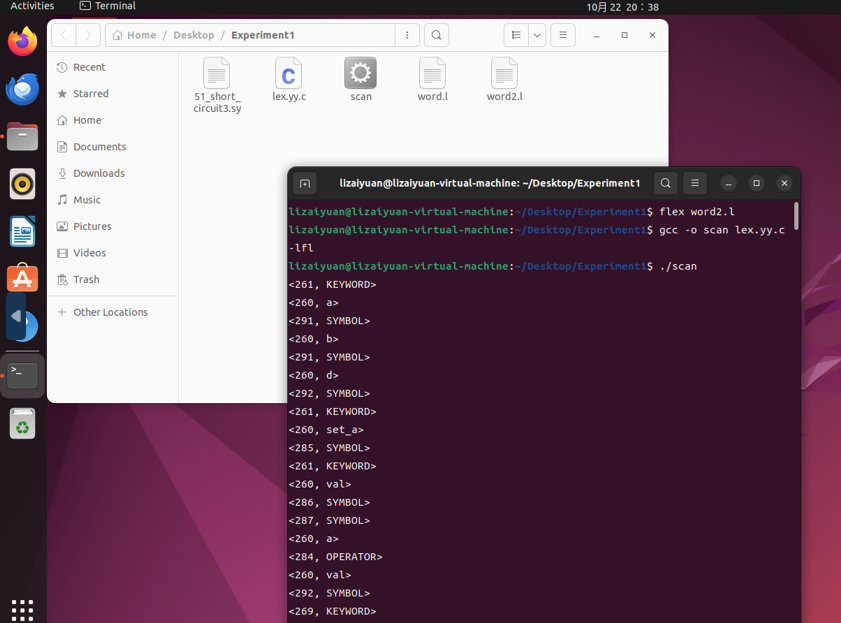 Activities
Terminal
10月 22 20：38
Home / Desktop / Experiment1
Recent
Starred
Home
Documents
Downloads
Music
Pictures
Videos
Trash
+ Other Locations
51_short_
circuit3.sy
lex.yy.c
scan
word.l
word2.l
lizaiyuan@lizaiyuan-virtual-machine: ~/Desktop/Experiment1
lizaiyuan@lizaiyuan-virtual-machine:~/Desktop/Experiment1$ flex word2.l
lizaiyuan@lizaiyuan-virtual-machine:~/Desktop/Experiment1$ gcc -o scan lex.yy.c
-lfl
lizaiyuan@lizaiyuan-virtual-machine:~/Desktop/Experiment1$ ./scan
<261, KEYWORD>
<260, a>
<291, SYMBOL>
<260, b>
<291, SYMBOL>
<260, d>
<292, SYMBOL>
<261, KEYWORD>
<260, set_a>
<285, SYMBOL>
<261, KEYWORD>
<260, val>
<286, SYMBOL>
<287, SYMBOL>
<260, a>
<284, OPERATOR>
<260, val>
<292, SYMBOL>
<269, KEYWORD>